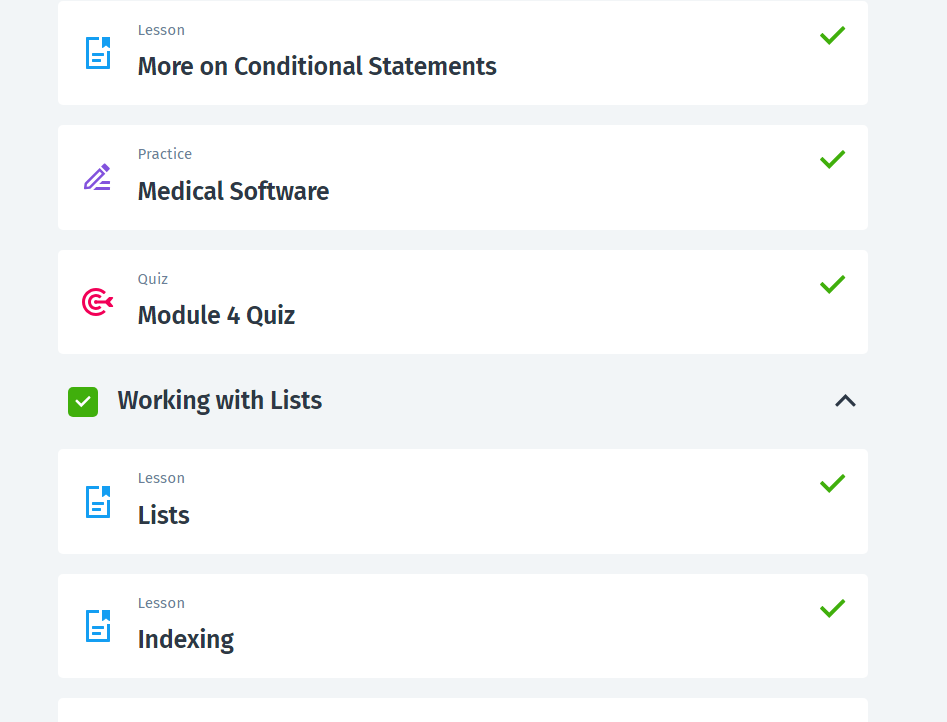 Lesson
More on Conditional Statements
Practice
Medical Software
Quiz
Module 4 Quiz
Working with Lists
Lesson
Lists
Lesson
Indexing